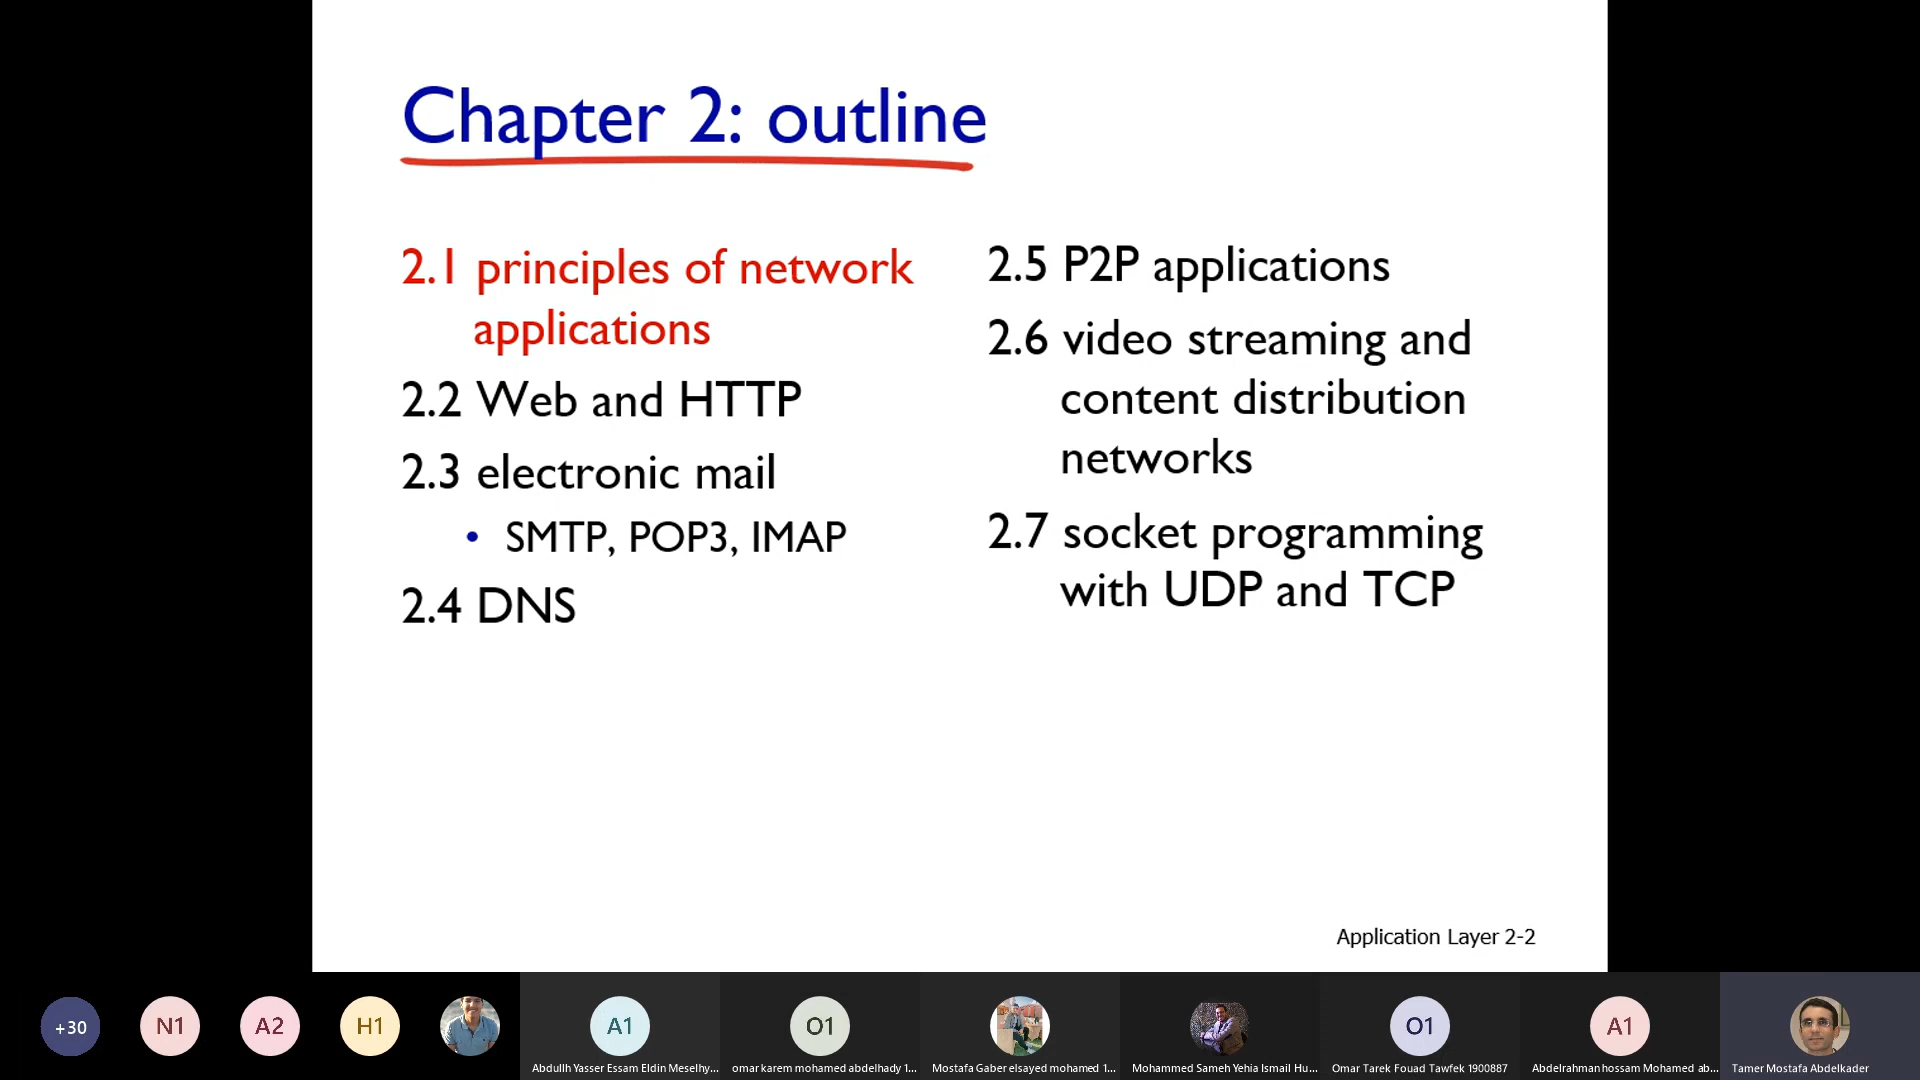 Chapter 2: outline
2.1 principles of network
applications
2.2 Web and HTTP
2.3 electronic mail
• SMTP, POP3, IMAP
2.4 DNS
2.5 P2P applications
2.6 video streaming and
content distribution
networks
2.7 socket programming
with UDP and TCP
Application Layer 2-2
+30
N1
A2
H1
A1
Abdullh Yasser Essam Eldin Meselhy...
O1
omar karem mohamed abdelhady 1...
Mostafa Gaber elsayed mohamed 1...
Mohammed Sameh Yehia Ismail Hu...
O1
Omar Tarek Fouad Tawfek 1900887
A1
Abdelrahman hossam Mohamed ab...
Tamer Mostafa Abdelkader